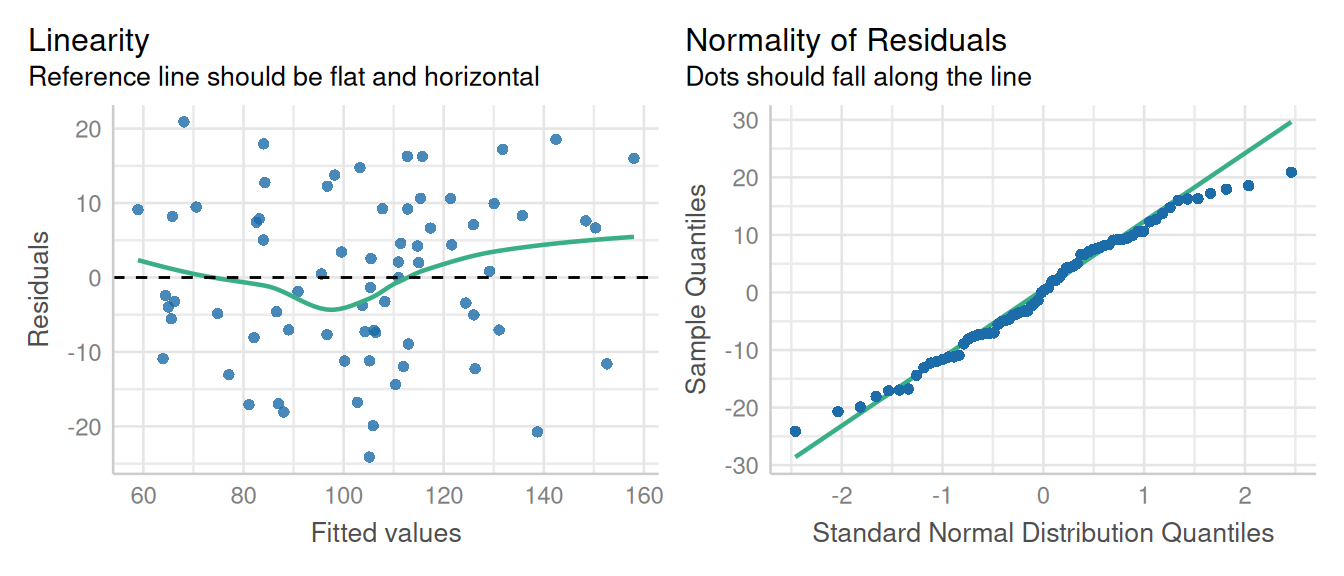 Linearity
Reference line should be flat and horizontal
20
10
0
-10
-20
Residuals
60 80 100 120 140 160
Fitted values
Normality of Residuals
Dots should fall along the line
30
20
10
0
-10
-20
-30
Sample Quantiles
-2 -1 0 1 2
Standard Normal Distribution Quantiles